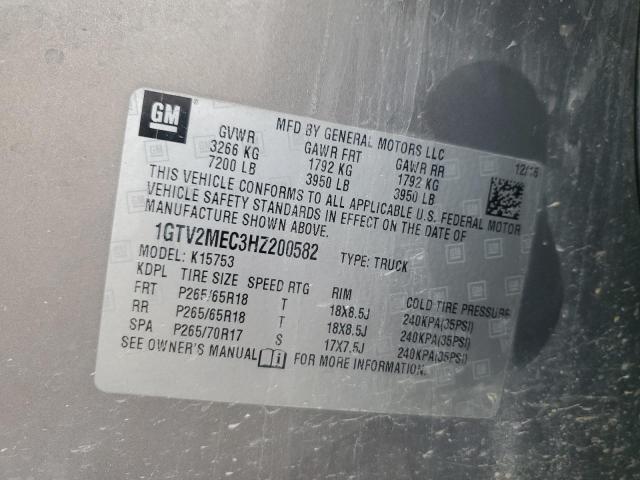 GM
MFD BY GENERAL MOTORS LLC
GVWR GAWR FRT GAWR RR 12/16
3266 KG 1792 KG 1792 KG
7200 LB 3950 LB 3950 LB
THIS VEHICLE CONFORMS TO ALL APPLICABLE U.S. FEDERAL MOTOR
VEHICLE SAFETY STANDARDS IN EFFECT ON THE DATE OF
MANUFACTURE SHOWN ABOVE.
1GTV2MEC3HZ200582 TYPE: TRUCK
MODEL: K15753
KDPL TIRE SIZE SPEED RTG RIM COLD TIRE PRESSURE
FRT P265/65R18 T 18X8.5J 240KPA(35PSI)
RR P265/65R18 T 18X8.5J 240KPA(35PSI)
SPA P265/70R17 S 17X7.5J 240KPA(35PSI)
SEE OWNER'S MANUAL FOR MORE INFORMATION.